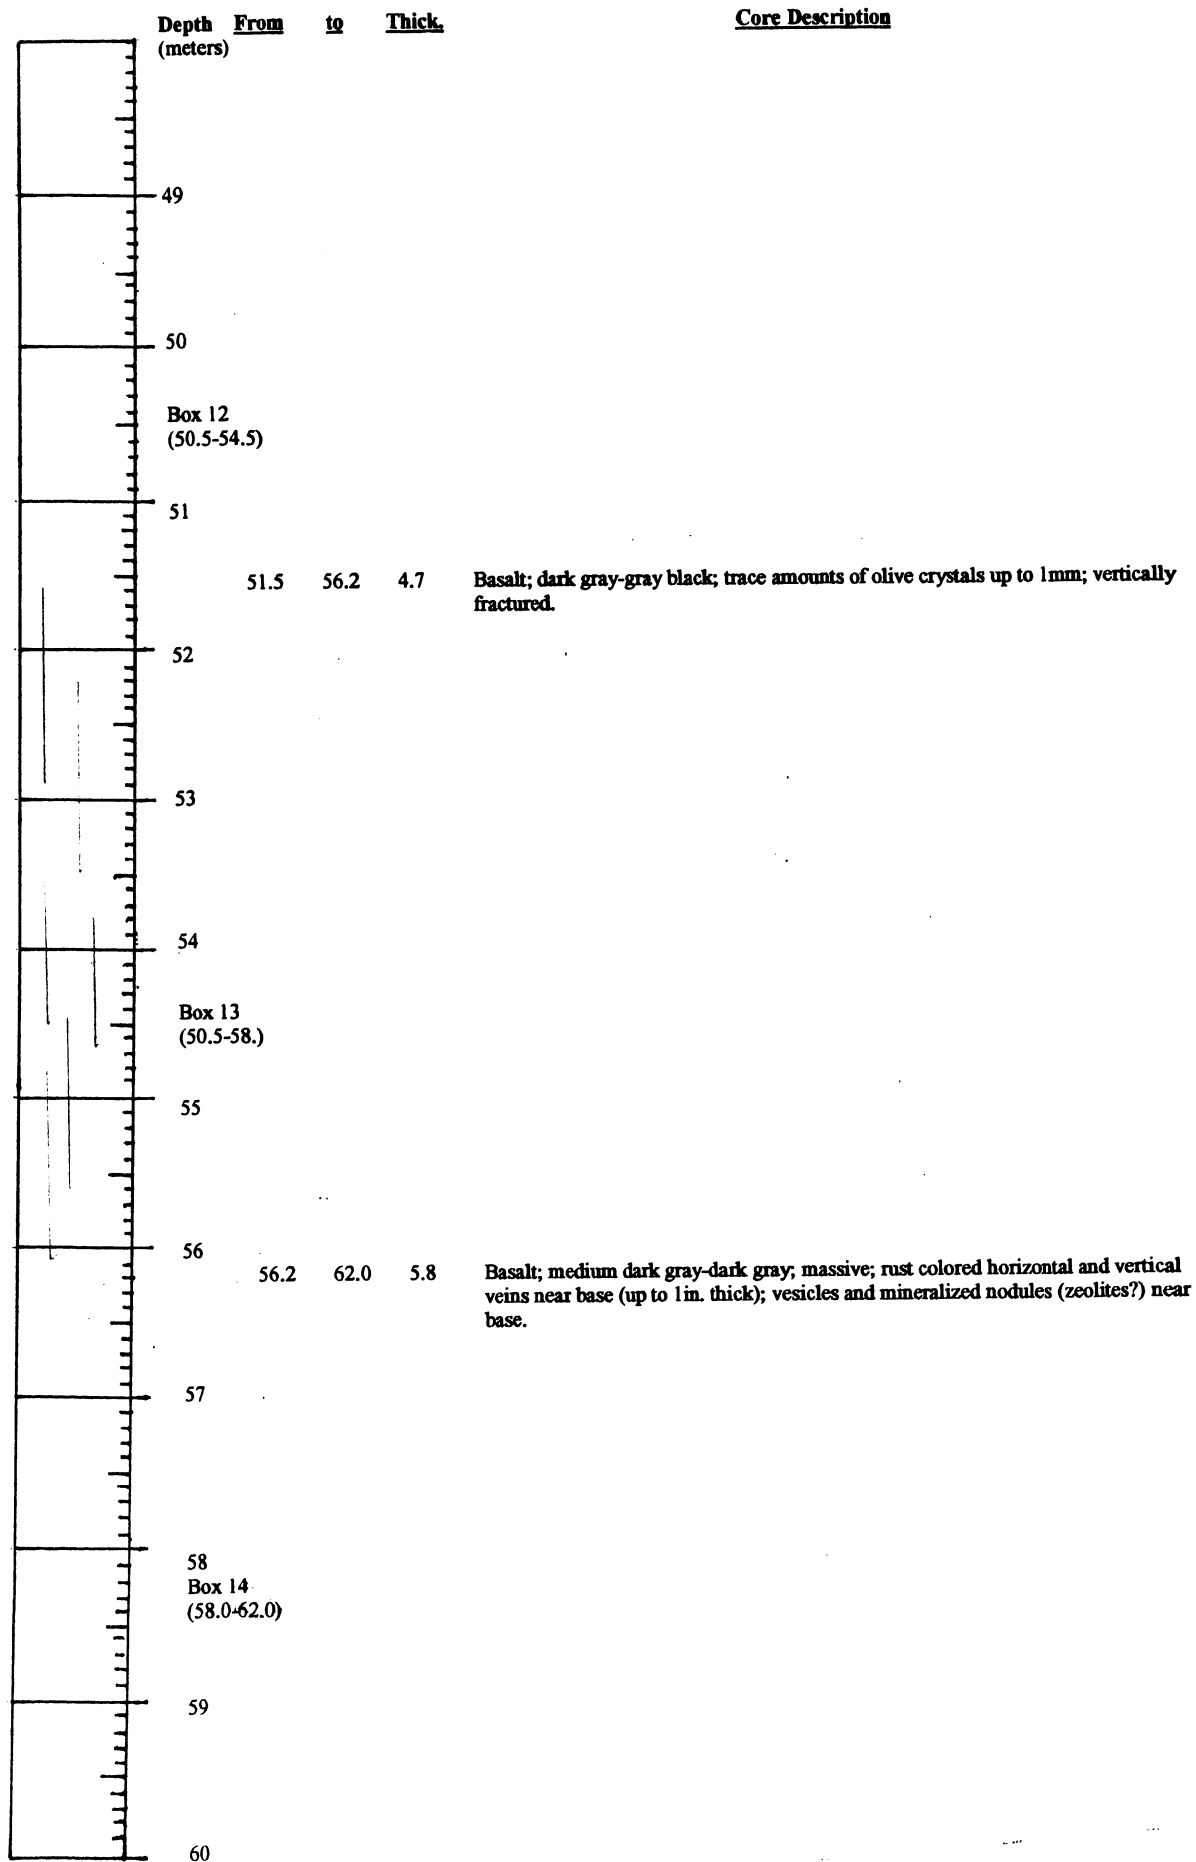 Depth From to Thick. Core Description
(meters)
49
50
Box 12
(50.5-54.5)
51
51.5 56.2 4.7 Basalt; dark gray-gray black; trace amounts of olive crystals up to 1mm; vertically
fractured.
52
53
54
Box 13
(50.5-58.)
55
56
56.2 62.0 5.8 Basalt; medium dark gray-dark gray; massive; rust colored horizontal and vertical
veins near base (up to 1in. thick); vesicles and mineralized nodules (zeolites?) near
base.
57
58
Box 14
(58.0-62.0)
59
60